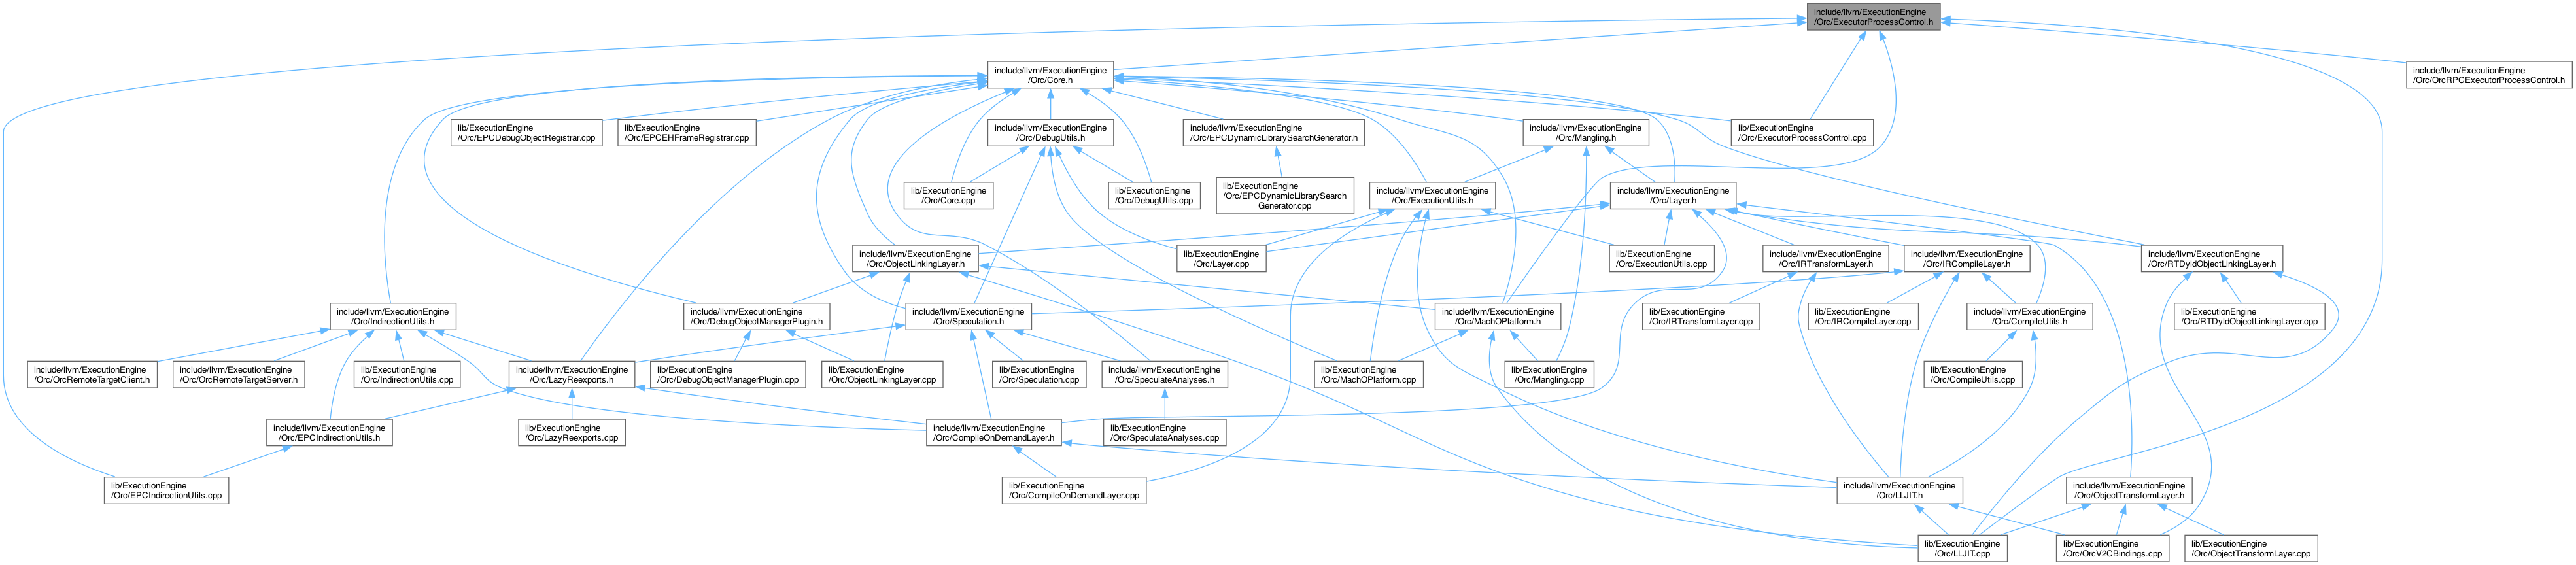 include/llvm/ExecutionEngine
/Orc/ExecutorProcessControl.h
include/llvm/ExecutionEngine
/Orc/Core.h
include/llvm/ExecutionEngine
/Orc/OrcRPCExecutorProcessControl.h
lib/ExecutionEngine
/Orc/EPCDebugObjectRegistrar.cpp
lib/ExecutionEngine
/Orc/EPCEHFrameRegistrar.cpp
include/llvm/ExecutionEngine
/Orc/DebugUtils.h
include/llvm/ExecutionEngine
/Orc/EPCDynamicLibrarySearchGenerator.h
include/llvm/ExecutionEngine
/Orc/Mangling.h
lib/ExecutionEngine
/Orc/ExecutorProcessControl.cpp
lib/ExecutionEngine
/Orc/Core.cpp
lib/ExecutionEngine
/Orc/DebugUtils.cpp
lib/ExecutionEngine
/Orc/EPCDynamicLibrarySearch
Generator.cpp
include/llvm/ExecutionEngine
/Orc/ExecutionUtils.h
include/llvm/ExecutionEngine
/Orc/Layer.h
include/llvm/ExecutionEngine
/Orc/ObjectLinkingLayer.h
lib/ExecutionEngine
/Orc/Layer.cpp
lib/ExecutionEngine
/Orc/ExecutionUtils.cpp
include/llvm/ExecutionEngine
/Orc/IRTransformLayer.h
include/llvm/ExecutionEngine
/Orc/IRCompileLayer.h
include/llvm/ExecutionEngine
/Orc/RTDyldObjectLinkingLayer.h
include/llvm/ExecutionEngine
/Orc/IndirectionUtils.h
include/llvm/ExecutionEngine
/Orc/DebugObjectManagerPlugin.h
include/llvm/ExecutionEngine
/Orc/Speculation.h
include/llvm/ExecutionEngine
/Orc/MachOPlatform.h
lib/ExecutionEngine
/Orc/IRTransformLayer.cpp
lib/ExecutionEngine
/Orc/IRCompileLayer.cpp
include/llvm/ExecutionEngine
/Orc/CompileUtils.h
lib/ExecutionEngine
/Orc/RTDyldObjectLinkingLayer.cpp
include/llvm/ExecutionEngine
/Orc/OrcRemoteTargetClient.h
include/llvm/ExecutionEngine
/Orc/OrcRemoteTargetServer.h
lib/ExecutionEngine
/Orc/IndirectionUtils.cpp
include/llvm/ExecutionEngine
/Orc/LazyReexports.h
lib/ExecutionEngine
/Orc/DebugObjectManagerPlugin.cpp
lib/ExecutionEngine
/Orc/ObjectLinkingLayer.cpp
lib/ExecutionEngine
/Orc/Speculation.cpp
include/llvm/ExecutionEngine
/Orc/SpeculateAnalyses.h
lib/ExecutionEngine
/Orc/MachOPlatform.cpp
lib/ExecutionEngine
/Orc/Mangling.cpp
lib/ExecutionEngine
/Orc/CompileUtils.cpp
include/llvm/ExecutionEngine
/Orc/EPCIndirectionUtils.h
lib/ExecutionEngine
/Orc/LazyReexports.cpp
include/llvm/ExecutionEngine
/Orc/CompileOnDemandLayer.h
lib/ExecutionEngine
/Orc/SpeculateAnalyses.cpp
lib/ExecutionEngine
/Orc/EPCIndirectionUtils.cpp
lib/ExecutionEngine
/Orc/CompileOnDemandLayer.cpp
include/llvm/ExecutionEngine
/Orc/LLJIT.h
include/llvm/ExecutionEngine
/Orc/ObjectTransformLayer.h
lib/ExecutionEngine
/Orc/LLJIT.cpp
lib/ExecutionEngine
/Orc/OrcV2CBindings.cpp
lib/ExecutionEngine
/Orc/ObjectTransformLayer.cpp